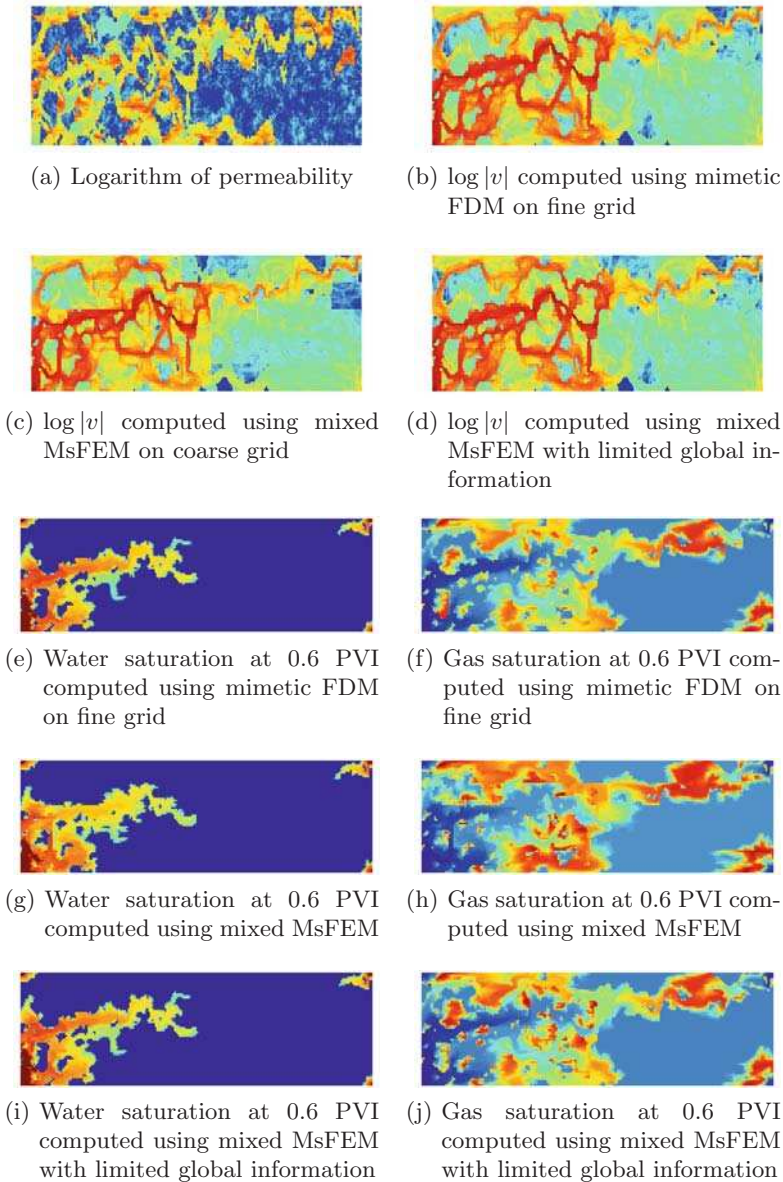 (a) Logarithm of permeability
(b) log |v| computed using mimetic
FDM on fine grid
(c) log |v| computed using mixed
MsFEM on coarse grid
(d) log |v| computed using mixed
MsFEM with limited global in-
formation
(e) Water saturation at 0.6 PVI
computed using mimetic FDM
on fine grid
(f) Gas saturation at 0.6 PVI com-
puted using mimetic FDM on
fine grid
(g) Water saturation at 0.6 PVI
computed using mixed MsFEM
(h) Gas saturation at 0.6 PVI com-
puted using mixed MsFEM
(i) Water saturation at 0.6 PVI
computed using mixed MsFEM
with limited global information
(j) Gas saturation at 0.6 PVI
computed using mixed MsFEM
with limited global information